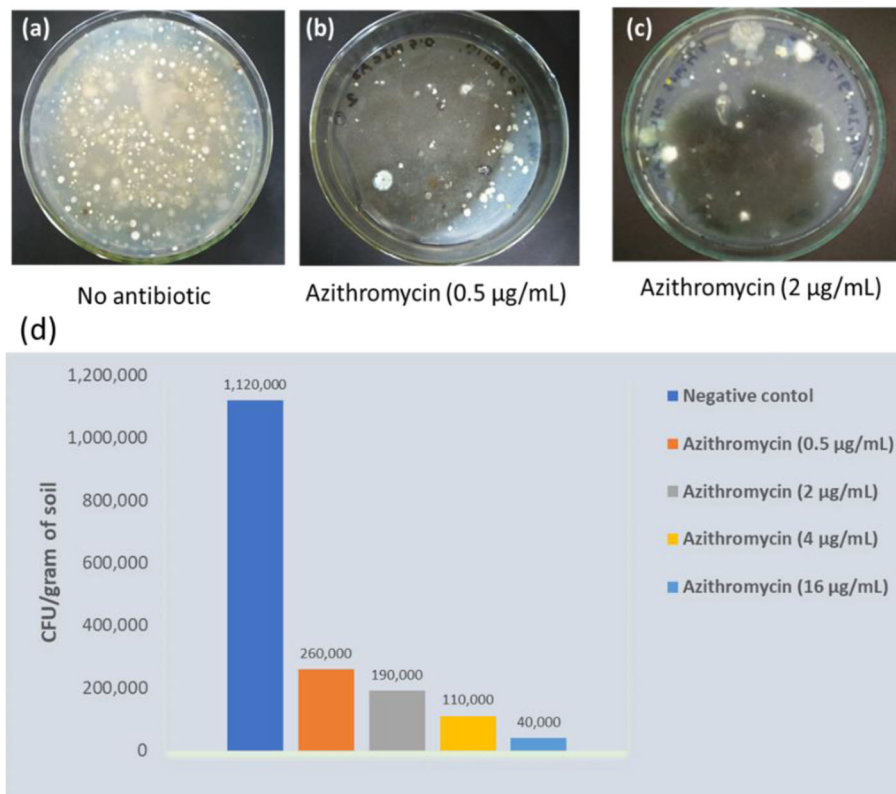 (a)
(b)
(c)
No antibiotic
Azithromycin (0.5 µg/mL)
Azithromycin (2 µg/mL)
(d)
1,200,000
1,000,000
800,000
600,000
400,000
200,000
0
CFU/gram of soil
1,120,000
260,000
190,000
110,000
40,000
Negative contol
Azithromycin (0.5 µg/mL)
Azithromycin (2 µg/mL)
Azithromycin (4 µg/mL)
Azithromycin (16 µg/mL)